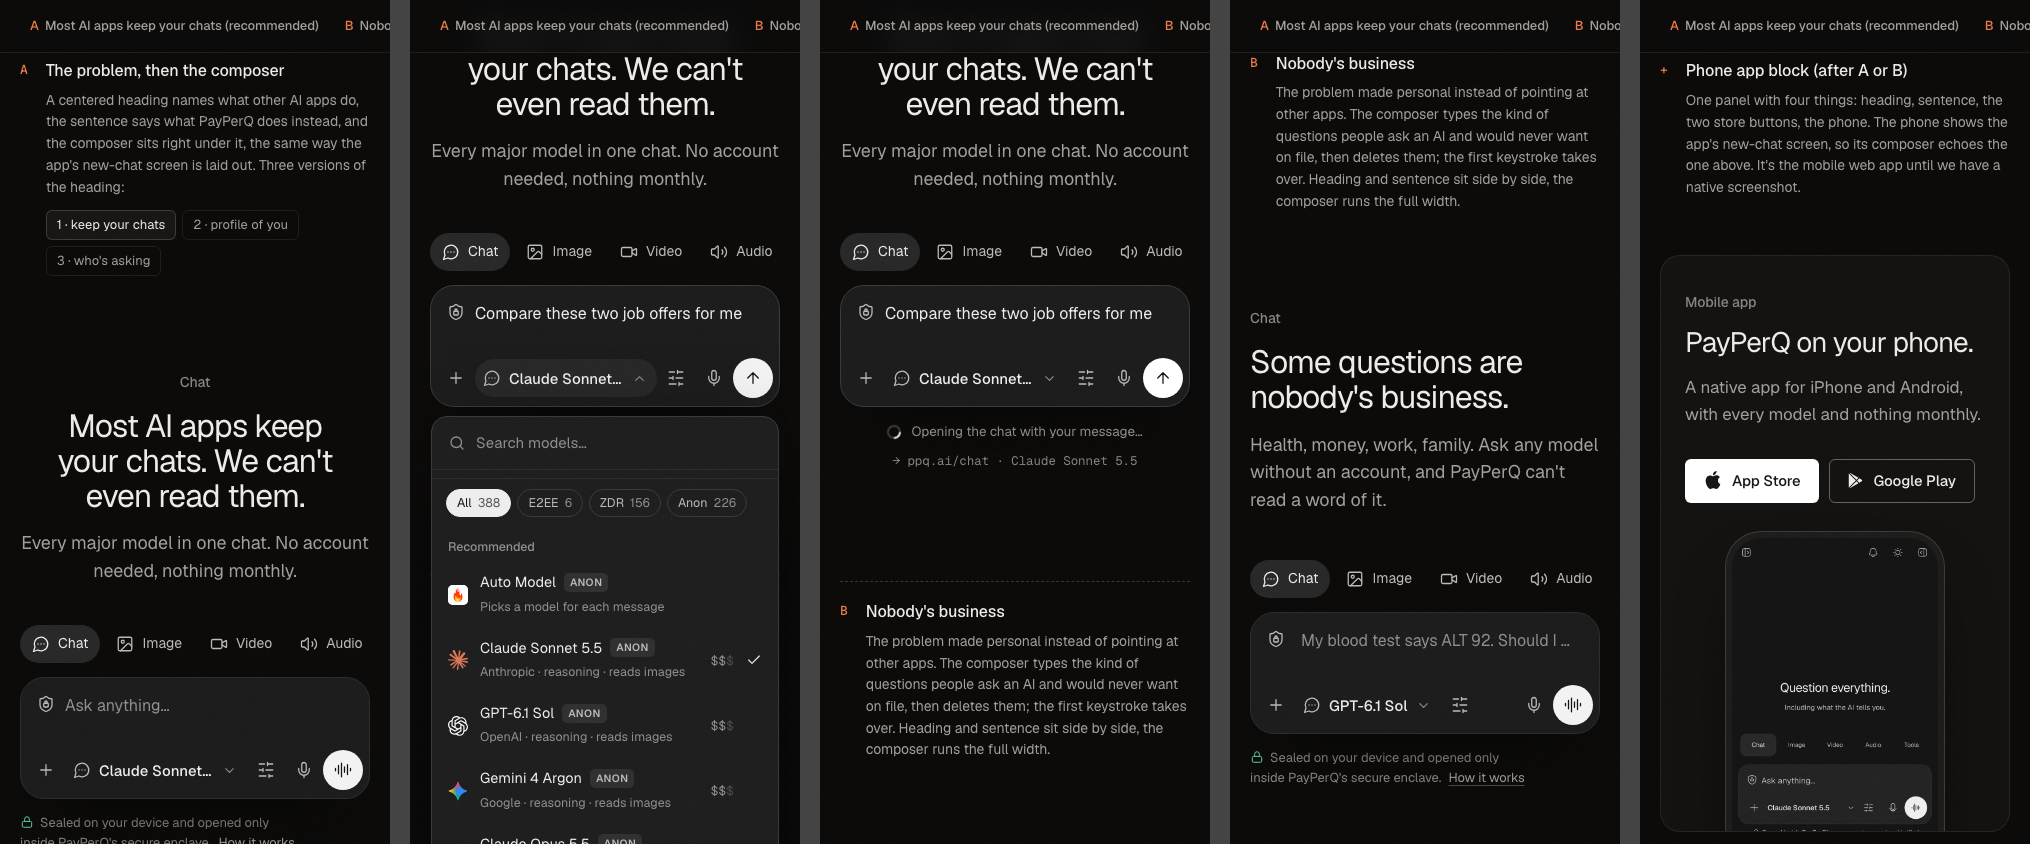 A Most AI apps keep your chats (recommended) B Nobo
A The problem, then the composer
A centered heading names what other AI apps do,
the sentence says what PayPerQ does instead, and
the composer sits right under it, the same way the
app's new-chat screen is laid out. Three versions of
the heading:
1 · keep your chats 2 · profile of you
3 · who's asking
Chat
Most AI apps keep
your chats. We can't
even read them.
Every major model in one chat. No account
needed, nothing monthly.
Chat Image Video Audio
Ask anything...
Claude Sonnet...
Sealed on your device and opened only
inside PayPerQ's secure enclave. How it works
A Most AI apps keep your chats (recommended) B Nobo
your chats. We can't
even read them.
Every major model in one chat. No account
needed, nothing monthly.
Chat Image Video Audio
Compare these two job offers for me
Claude Sonnet...
Search models...
All 388 E2EE 6 ZDR 156 Anon 226
Recommended
Auto Model ANON
Picks a model for each message
Claude Sonnet 5.5 ANON
Anthropic · reasoning · reads images $$$
GPT-6.1 Sol ANON
OpenAI · reasoning · reads images $$$
Gemini 4 Argon ANON
Google · reasoning · reads images $$$
Claude Opus 5.5 ANON
A Most AI apps keep your chats (recommended) B Nobo
your chats. We can't
even read them.
Every major model in one chat. No account
needed, nothing monthly.
Chat Image Video Audio
Compare these two job offers for me
Claude Sonnet...
Opening the chat with your message...
→ ppq.ai/chat · Claude Sonnet 5.5
B Nobody's business
The problem made personal instead of pointing at
other apps. The composer types the kind of
questions people ask an AI and would never want
on file, then deletes them; the first keystroke takes
over. Heading and sentence sit side by side, the
composer runs the full width.
A Most AI apps keep your chats (recommended) B Nobo
B Nobody's business
The problem made personal instead of pointing at
other apps. The composer types the kind of
questions people ask an AI and would never want
on file, then deletes them; the first keystroke takes
over. Heading and sentence sit side by side, the
composer runs the full width.
Chat
Some questions are
nobody's business.
Health, money, work, family. Ask any model
without an account, and PayPerQ can't
read a word of it.
Chat Image Video Audio
My blood test says ALT 92. Should I ...
GPT-6.1 Sol
Sealed on your device and opened only
inside PayPerQ's secure enclave. How it works
A Most AI apps keep your chats (recommended) B Nobo
+ Phone app block (after A or B)
One panel with four things: heading, sentence, the
two store buttons, the phone. The phone shows the
app's new-chat screen, so its composer echoes the
one above. It's the mobile web app until we have a
native screenshot.
Mobile app
PayPerQ on your phone.
A native app for iPhone and Android,
with every model and nothing monthly.
App Store Google Play
Question everything.
Including what the AI tells you.
Chat Image Video Audio Tools
Ask anything...
Claude Sonnet 5.5